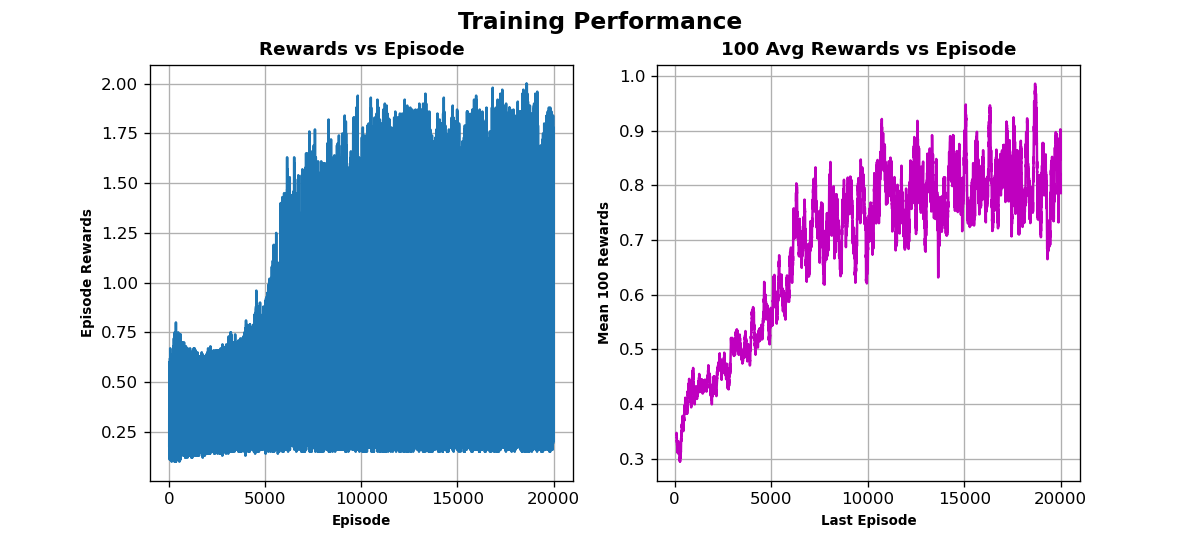 Training Performance
Rewards vs Episode
2.00
1.75
1.50
1.25
1.00
0.75
0.50
0.25
Episode Rewards
0 5000 10000 15000 20000
Episode
100 Avg Rewards vs Episode
1.0
0.9
0.8
0.7
0.6
0.5
0.4
0.3
Mean 100 Rewards
0 5000 10000 15000 20000
Last Episode